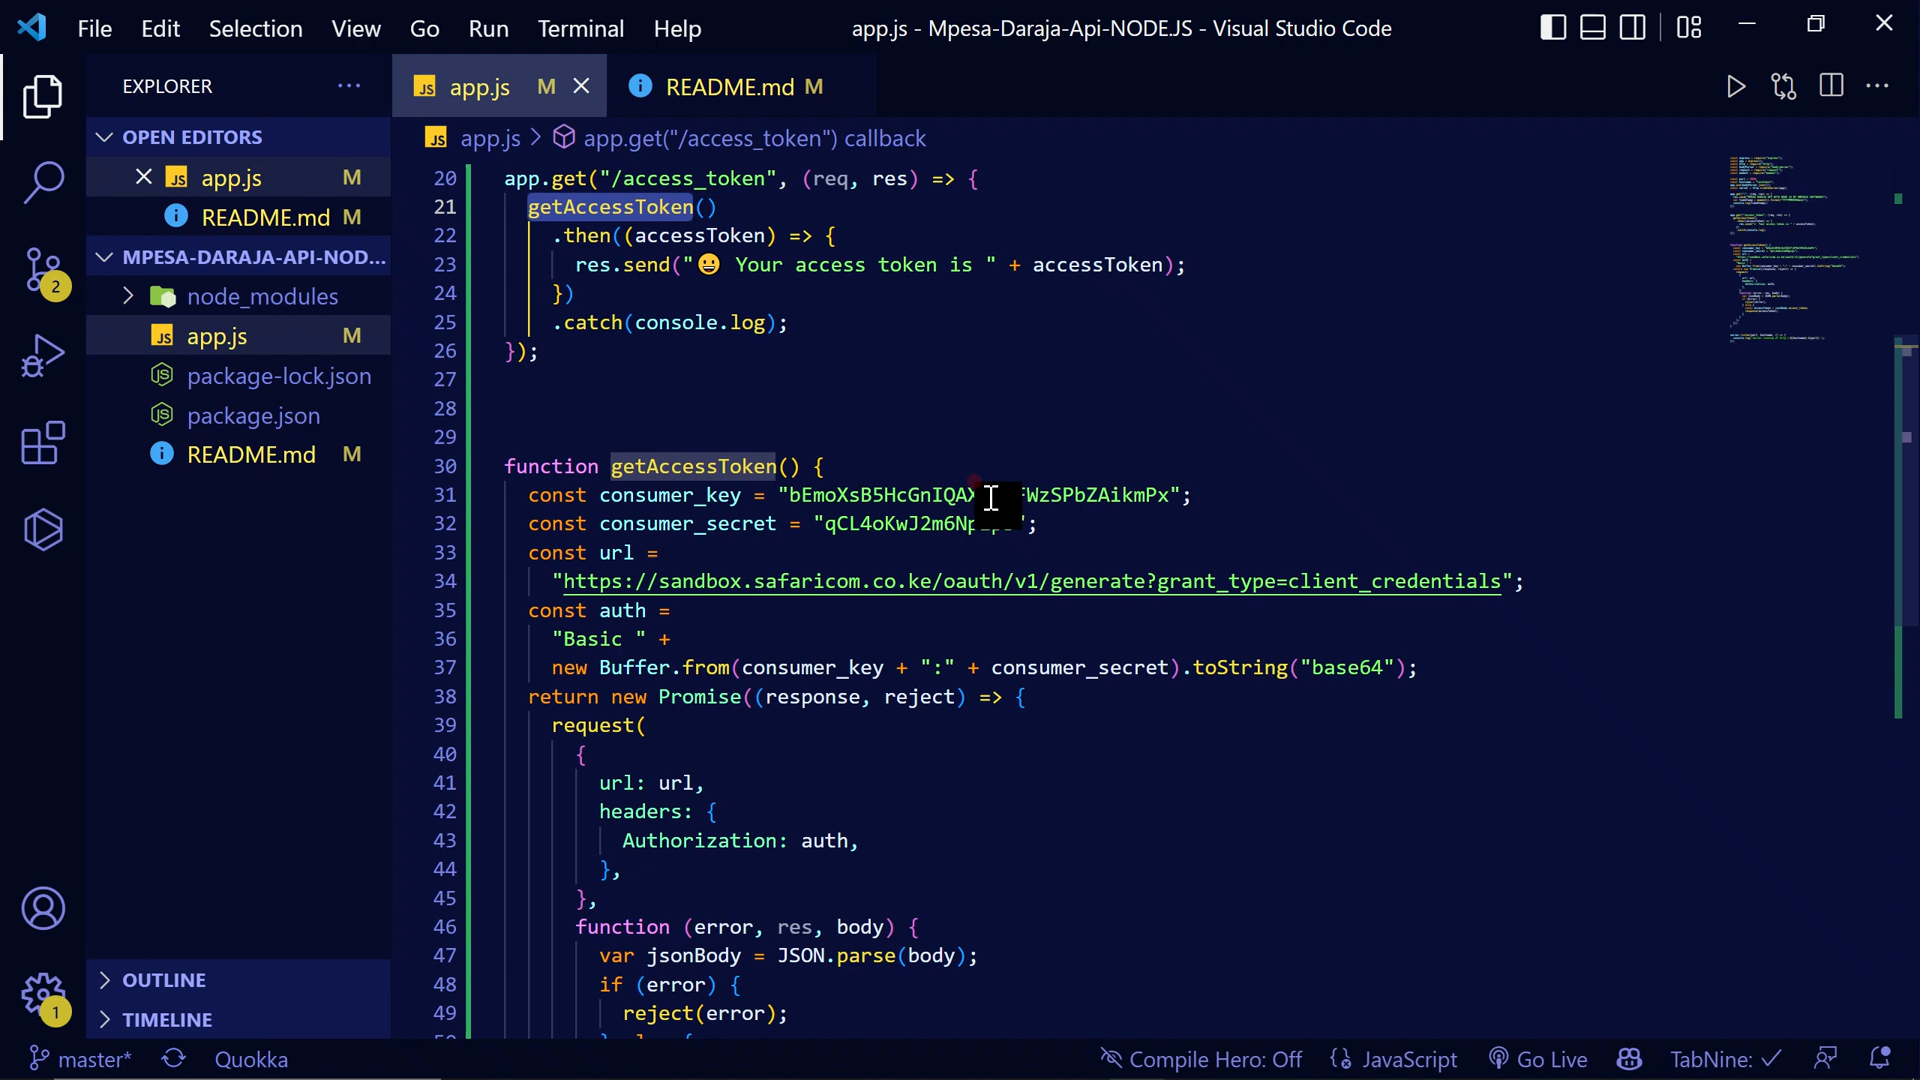 File Edit Selection View Go Run Terminal Help
app.js - Mpesa-Daraja-Api-NODE.JS - Visual Studio Code
EXPLORER
OPEN EDITORS
app.js M
README.md M
MPESA-DARAJA-API-NOD...
node_modules
app.js M
package-lock.json
package.json
README.md M
OUTLINE
TIMELINE
2
1
app.js M
README.md M
app.js > app.get("/access_token") callback
20 app.get("/access_token", (req, res) => {
21 getAccessToken()
22 .then((accessToken) => {
23 res.send("😀 Your access token is " + accessToken);
24 })
25 .catch(console.log);
26 });
27
28
29
30 function getAccessToken() {
31 const consumer_key = "bEmoXsB5HcGnIQAX WzSPbZAikmPx";
32 const consumer_secret = "qCL4oKwJ2m6N ";
33 const url =
34 "https://sandbox.safaricom.co.ke/oauth/v1/generate?grant_type=client_credentials";
35 const auth =
36 "Basic " +
37 new Buffer.from(consumer_key + ":" + consumer_secret).toString("base64");
38 return new Promise((response, reject) => {
39 request(
40 {
41 url: url,
42 headers: {
43 Authorization: auth,
44 },
45 },
46 function (error, res, body) {
47 var jsonBody = JSON.parse(body);
48 if (error) {
49 reject(error);
master* Quokka
Compile Hero: Off JavaScript Go Live TabNine: ✓